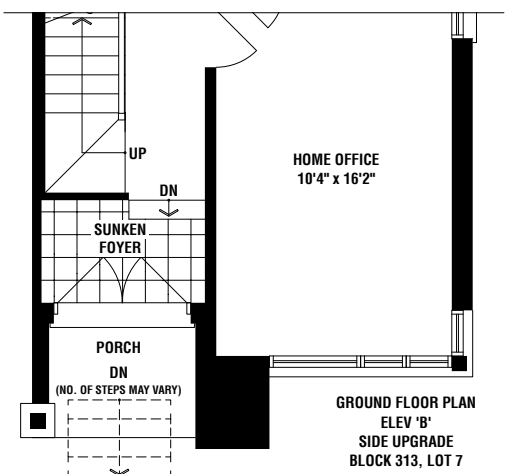 UP
HOME OFFICE
10'4" x 16'2"
DN
SUNKEN
FOYER
PORCH
DN
(NO. OF STEPS MAY VARY)
GROUND FLOOR PLAN
ELEV 'B'
SIDE UPGRADE
BLOCK 313, LOT 7